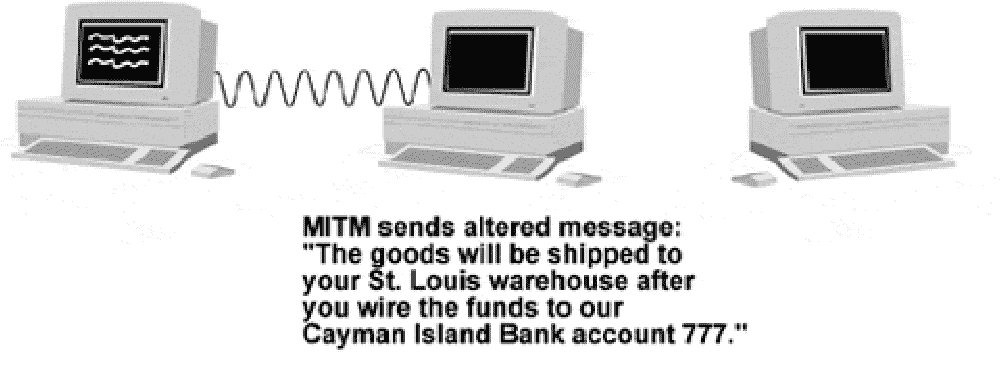 MITM sends altered message:
"The goods will be shipped to
your St. Louis warehouse after
you wire the funds to our
Cayman Island Bank account 777."